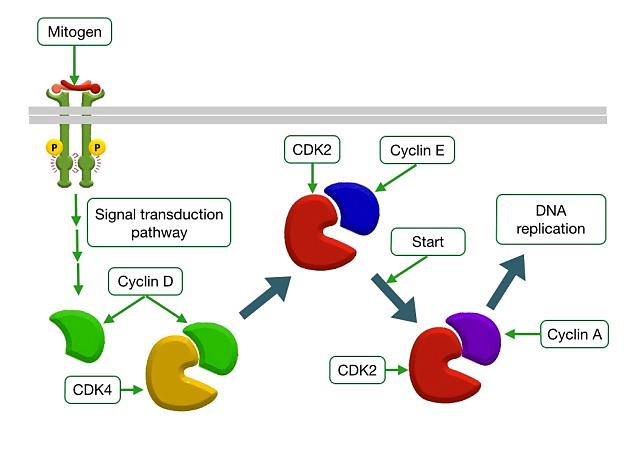 Mitogen
P
P
Signal transduction
pathway
Cyclin D
CDK4
CDK2
Cyclin E
Start
CDK2
Cyclin A
DNA
replication